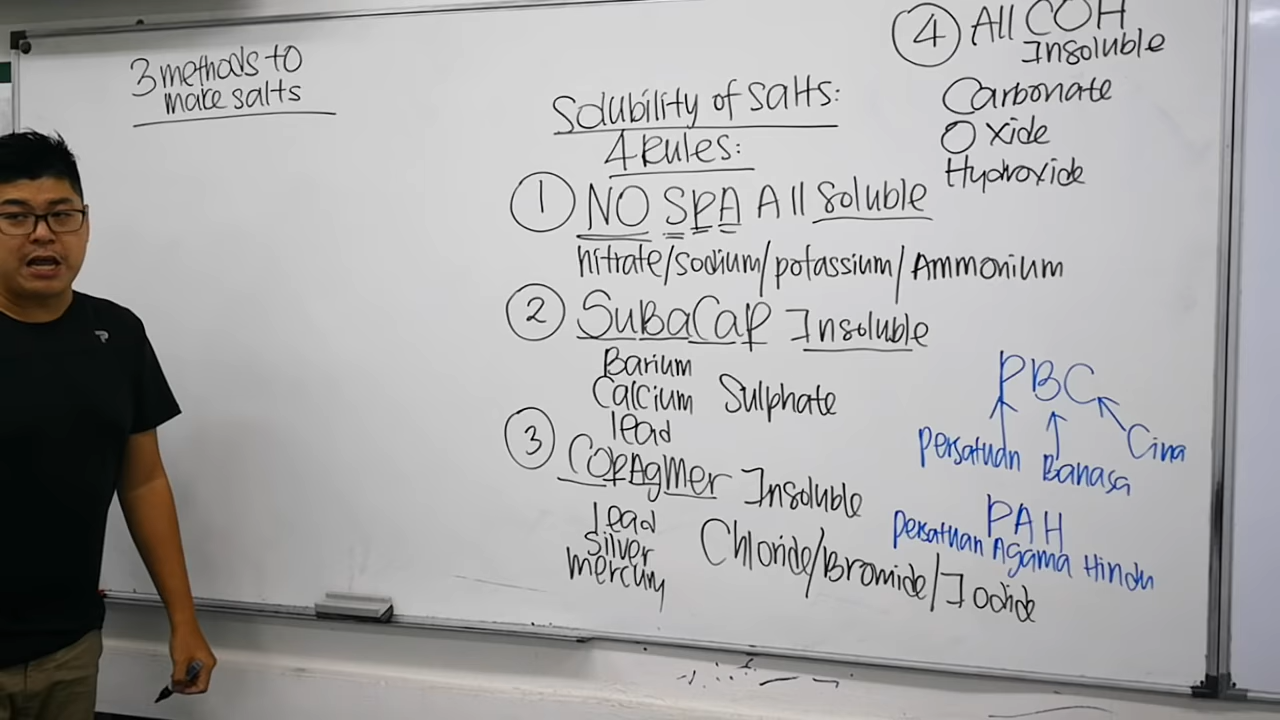 3 methods to
make salts
Solubility of salts:
4 Rules:
① NO SPA All soluble
nitrate/sodium/potassium/Ammonium
② SuBaCaP Insoluble
Barium
Calcium Sulphate
lead
③ CoPAgMer Insoluble
lead
Silver
mercury
Chloride/Bromide/Iodide
④ All COH
Insoluble
Carbonate
Oxide
Hydroxide
PBC
Persatuan Bahasa Cina
PAH
Persatuan Agama Hindu